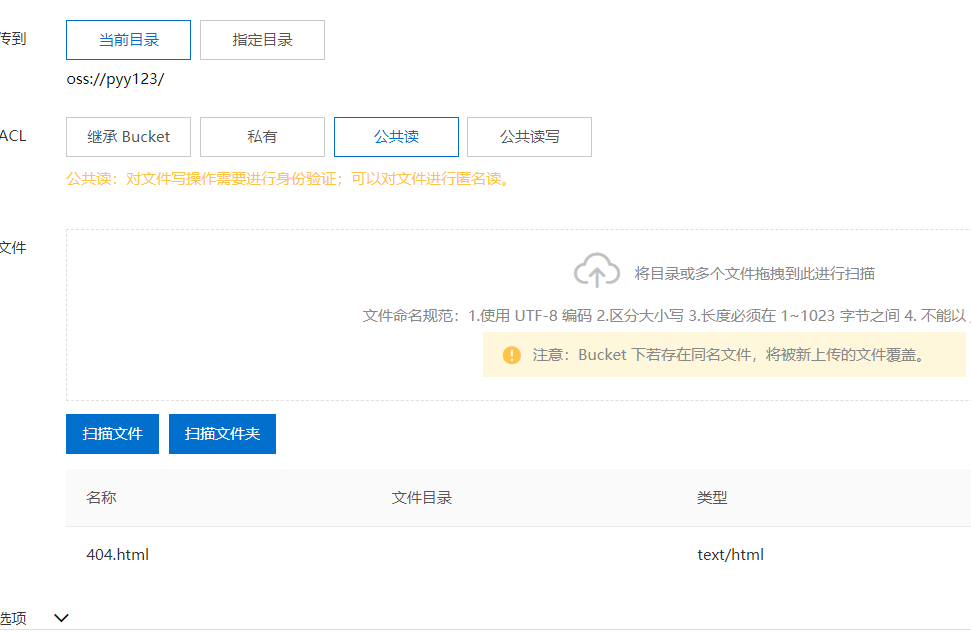 传到 当前目录 指定目录
oss://pyy123/
ACL 继承 Bucket 私有 公共读 公共读写
公共读：对文件写操作需要进行身份验证；可以对文件进行匿名读。
文件
将目录或多个文件拖拽到此进行扫描
文件命名规范：1.使用 UTF-8 编码 2.区分大小写 3.长度必须在 1~1023 字节之间 4. 不能以
注意：Bucket 下若存在同名文件，将被新上传的文件覆盖。
扫描文件 扫描文件夹
名称 文件目录 类型
404.html text/html
选项